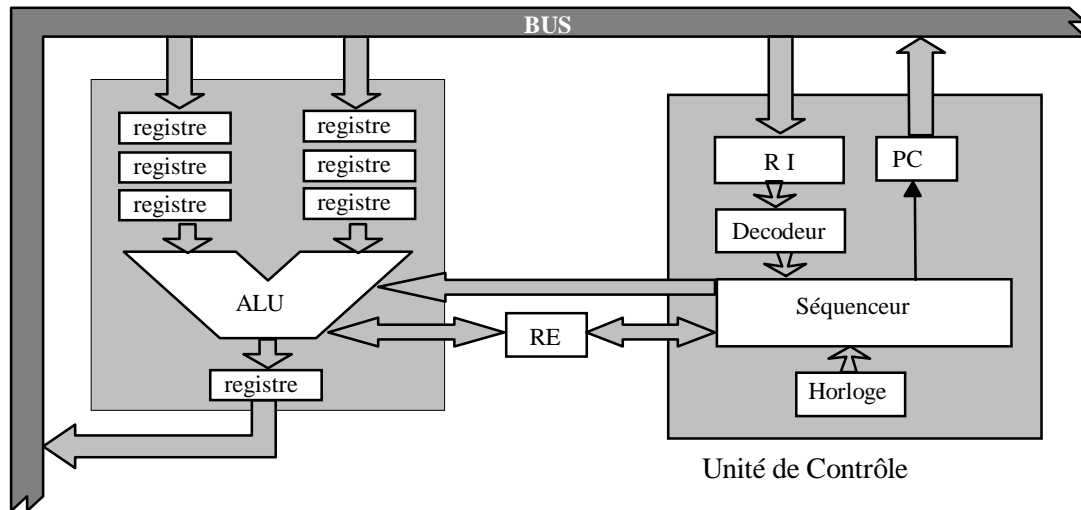 BUS
registre
registre
registre
registre
registre
registre
ALU
registre
RE
R I
PC
Decodeur
Séquenceur
Horloge
Unité de Contrôle